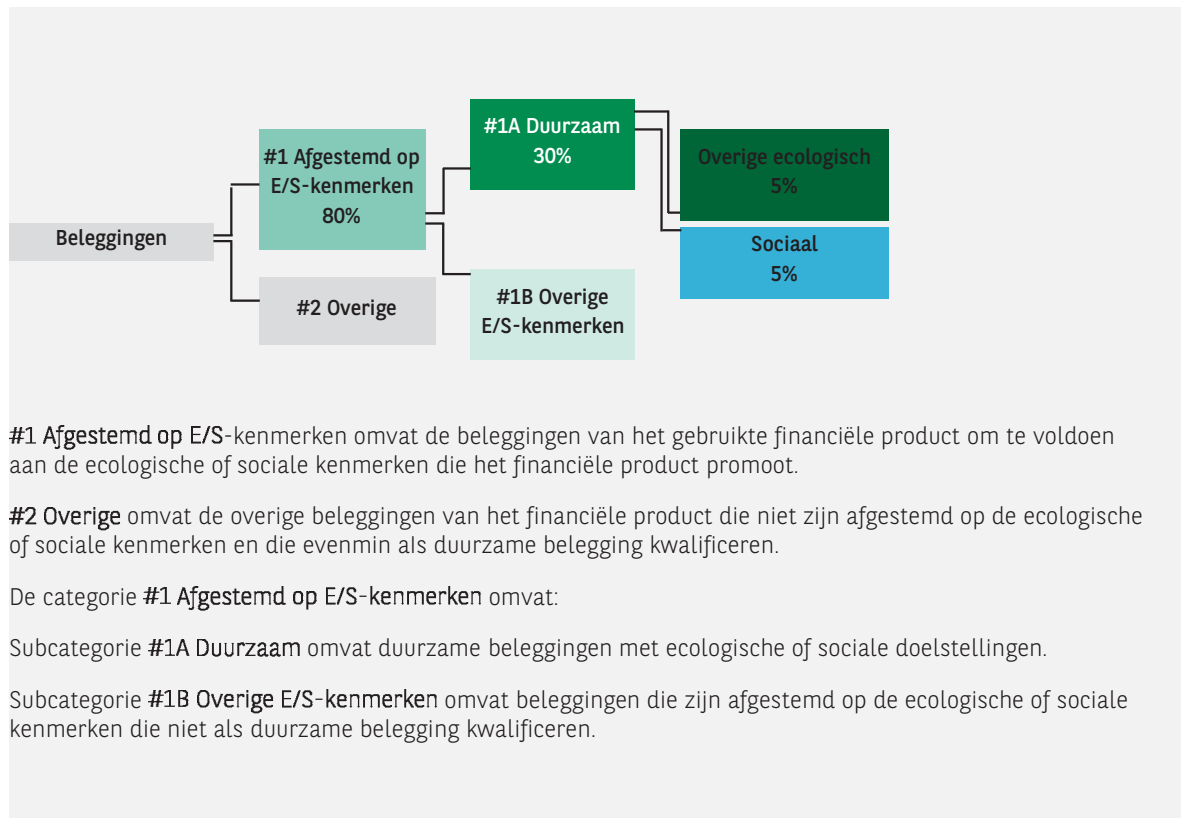 Beleggingen
#1 Afgestemd op
E/S-kenmerken
80%
#2 Overige
#1A Duurzaam
30%
#1B Overige
E/S-kenmerken
Overige ecologisch
5%
Sociaal
5%
#1 Afgestemd op E/S-kenmerken omvat de beleggingen van het gebruikte financiële product om te voldoen
aan de ecologische of sociale kenmerken die het financiële product promoot.
#2 Overige omvat de overige beleggingen van het financiële product die niet zijn afgestemd op de ecologische
of sociale kenmerken en die evenmin als duurzame belegging kwalificeren.
De categorie #1 Afgestemd op E/S-kenmerken omvat:
Subcategorie #1A Duurzaam omvat duurzame beleggingen met ecologische of sociale doelstellingen.
Subcategorie #1B Overige E/S-kenmerken omvat beleggingen die zijn afgestemd op de ecologische of sociale
kenmerken die niet als duurzame belegging kwalificeren.